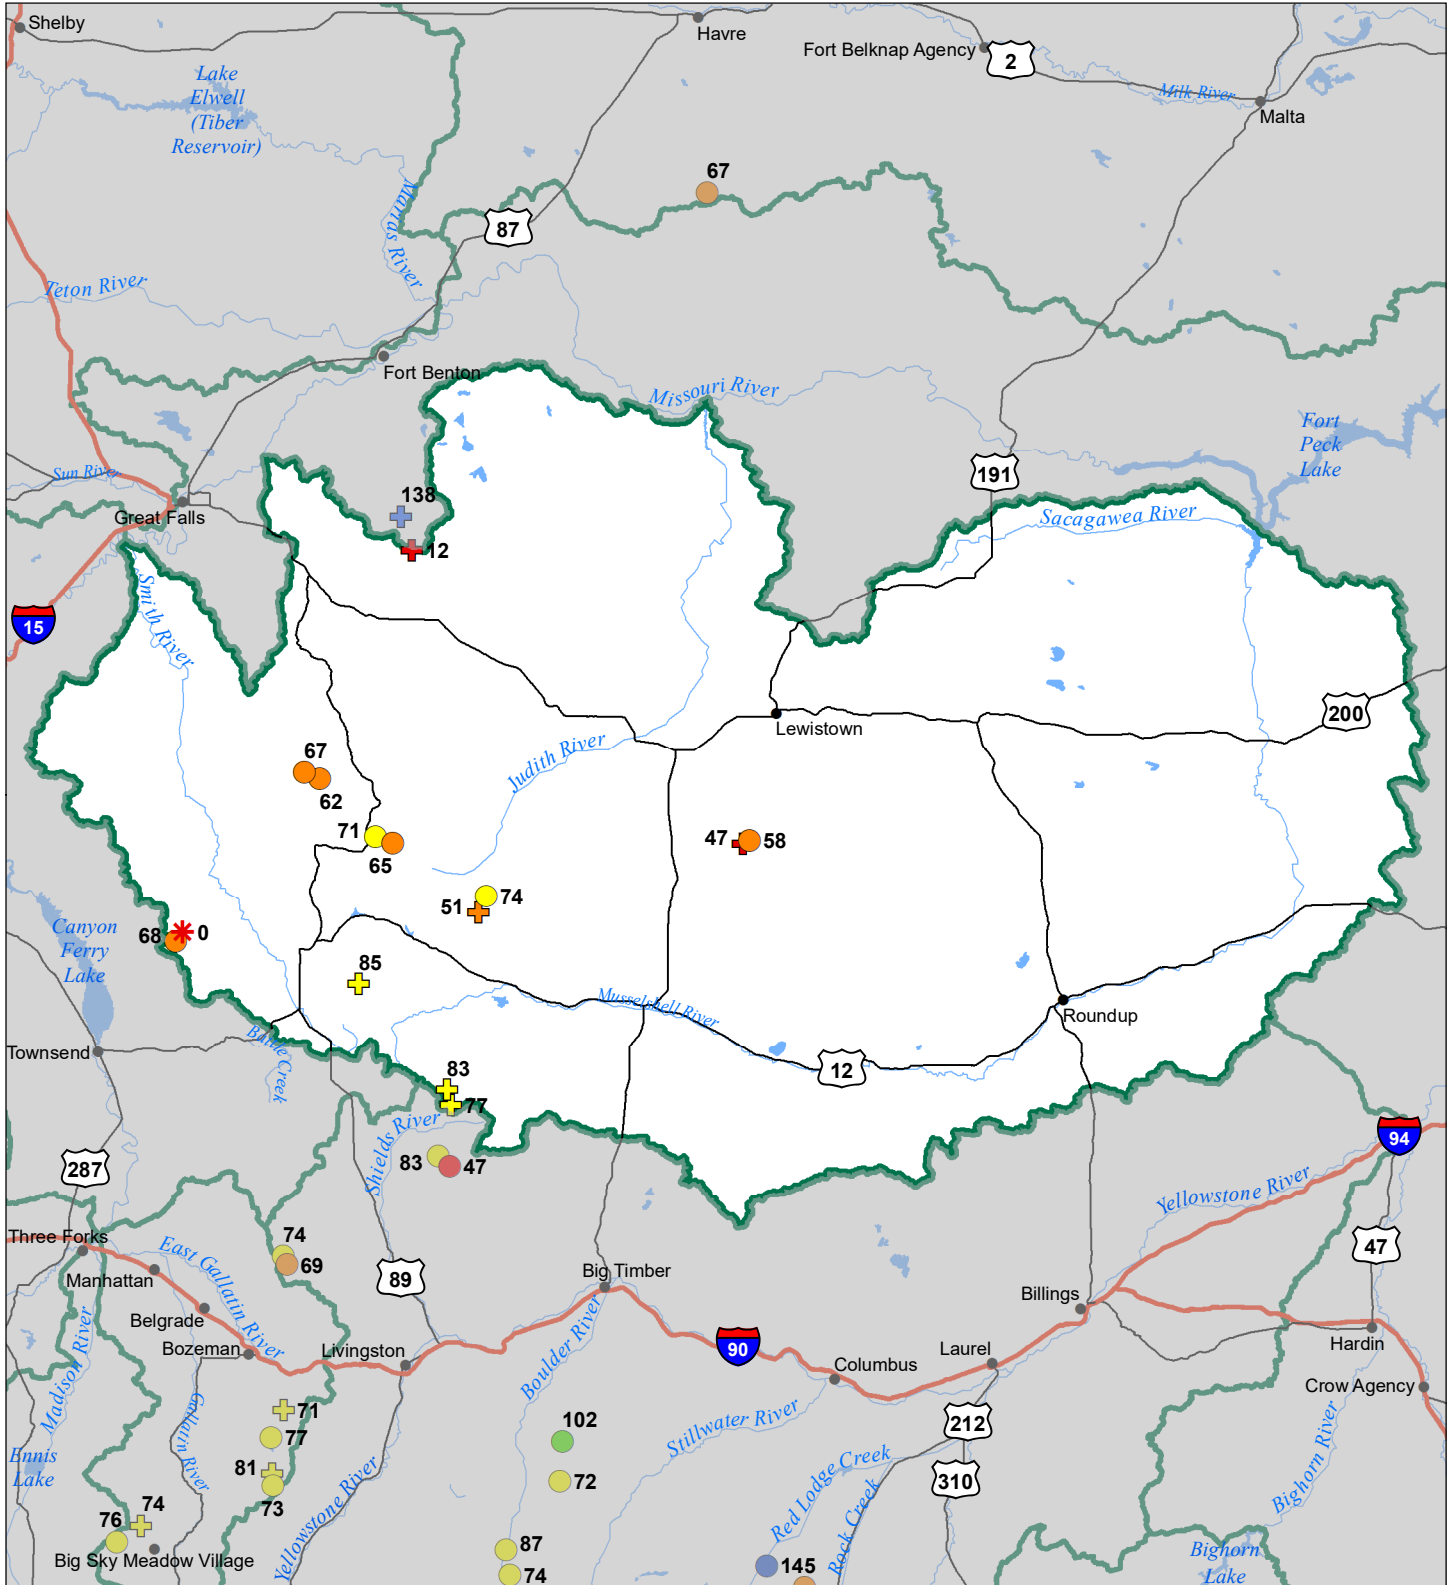 Shelby
Havre
Fort Belknap Agency
2
Lake
Elwell
(Tiber
Reservoir)
Milk River
Malta
67
Marias River
87
Teton River
Fort Benton
Missouri River
Fort
Peck
Lake
Sun River
191
138
Great Falls
Sacagawea River
12
Smith River
15
200
Lewistown
Judith River
67
62
71
65
47
58
74
51
Canyon
Ferry
Lake
68
0
85
Musselshell River
Roundup
Battle Creek
Townsend
12
83
77
Shields River
94
83
47
287
Yellowstone River
Three Forks
74
69
East Gallatin River
47
Manhattan
89
Big Timber
Billings
Belgrade
Bozeman
Livingston
90
Hardin
Madison River
Boulder River
Columbus
Laurel
Crow Agency
Gallatin River
71
102
Stillwater River
212
77
Ennis
Lake
81
72
Red Lodge Creek
310
73
Yellowstone River
Rock Creek
Bighorn River
74
76
87
Big Sky Meadow Village
74
145
Bighorn
Lake